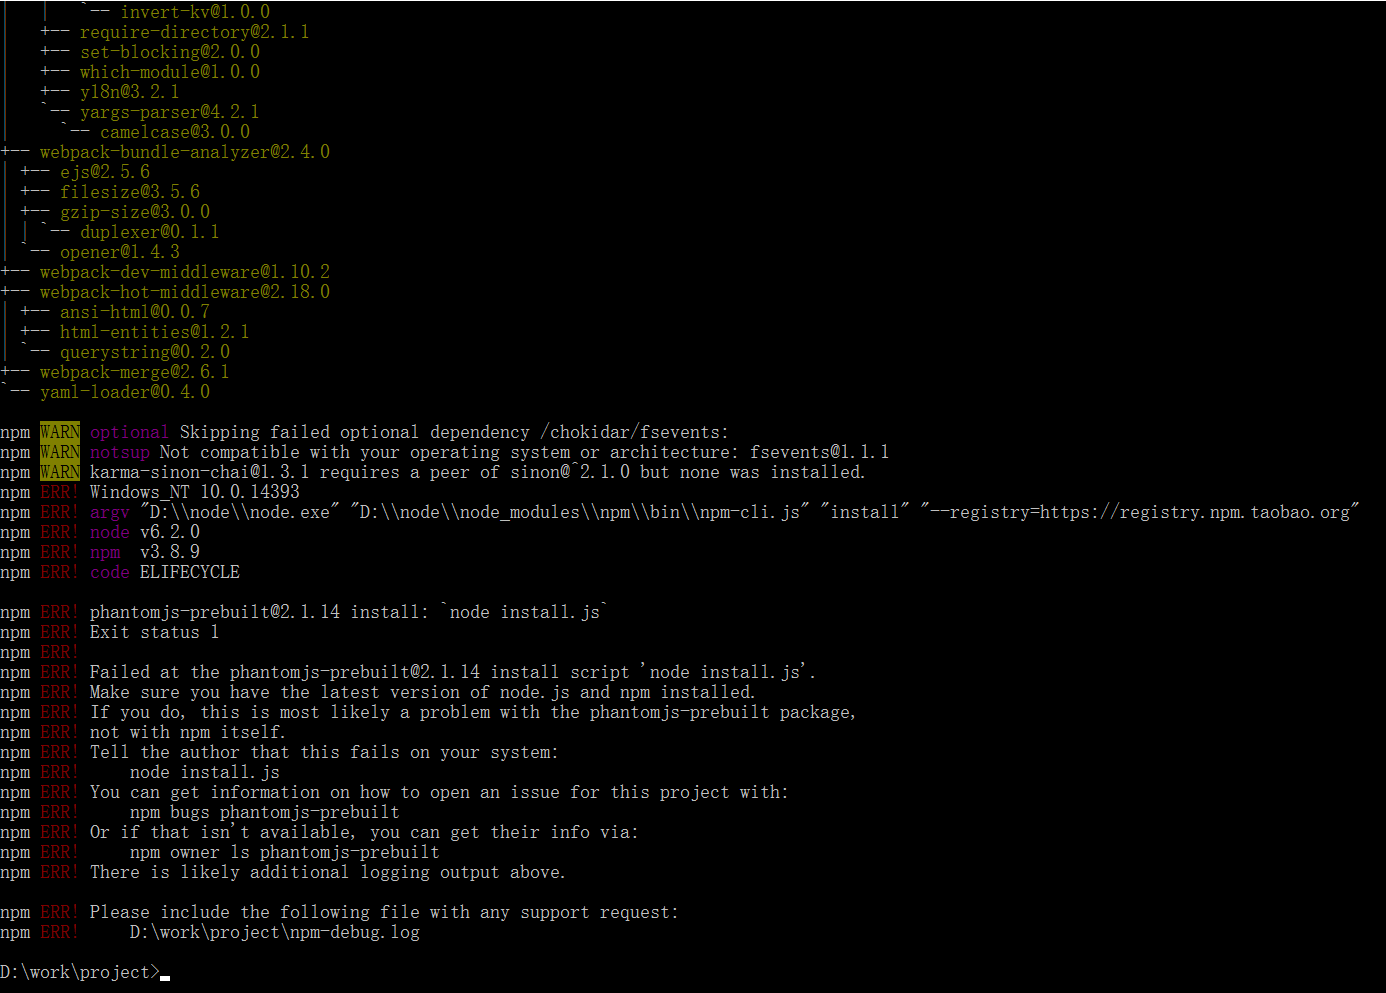 │   │   `-- invert-kv@1.0.0
│   +-- require-directory@2.1.1
│   +-- set-blocking@2.0.0
│   +-- which-module@1.0.0
│   +-- y18n@3.2.1
│   `-- yargs-parser@4.2.1
│     `-- camelcase@3.0.0
+-- webpack-bundle-analyzer@2.4.0
│ +-- ejs@2.5.6
│ +-- filesize@3.5.6
│ +-- gzip-size@3.0.0
│ │ `-- duplexer@0.1.1
│ `-- opener@1.4.3
+-- webpack-dev-middleware@1.10.2
+-- webpack-hot-middleware@2.18.0
│ +-- ansi-html@0.0.7
│ +-- html-entities@1.2.1
│ `-- querystring@0.2.0
+-- webpack-merge@2.6.1
`-- yaml-loader@0.4.0
npm WARN optional Skipping failed optional dependency /chokidar/fsevents:
npm WARN notsup Not compatible with your operating system or architecture: fsevents@1.1.1
npm WARN karma-sinon-chai@1.3.1 requires a peer of sinon@^2.1.0 but none was installed.
npm ERR! Windows_NT 10.0.14393
npm ERR! argv "D:\\node\\node.exe" "D:\\node\\node_modules\\npm\\bin\\npm-cli.js" "install" "--registry=https://registry.npm.taobao.org"
npm ERR! node v6.2.0
npm ERR! npm  v3.8.9
npm ERR! code ELIFECYCLE
npm ERR! phantomjs-prebuilt@2.1.14 install: `node install.js`
npm ERR! Exit status 1
npm ERR!
npm ERR! Failed at the phantomjs-prebuilt@2.1.14 install script 'node install.js'.
npm ERR! Make sure you have the latest version of node.js and npm installed.
npm ERR! If you do, this is most likely a problem with the phantomjs-prebuilt package,
npm ERR! not with npm itself.
npm ERR! Tell the author that this fails on your system:
npm ERR!     node install.js
npm ERR! You can get information on how to open an issue for this project with:
npm ERR!     npm bugs phantomjs-prebuilt
npm ERR! Or if that isn't available, you can get their info via:
npm ERR!     npm owner ls phantomjs-prebuilt
npm ERR! There is likely additional logging output above.
npm ERR! Please include the following file with any support request:
npm ERR!     D:\work\project\npm-debug.log
D:\work\project>